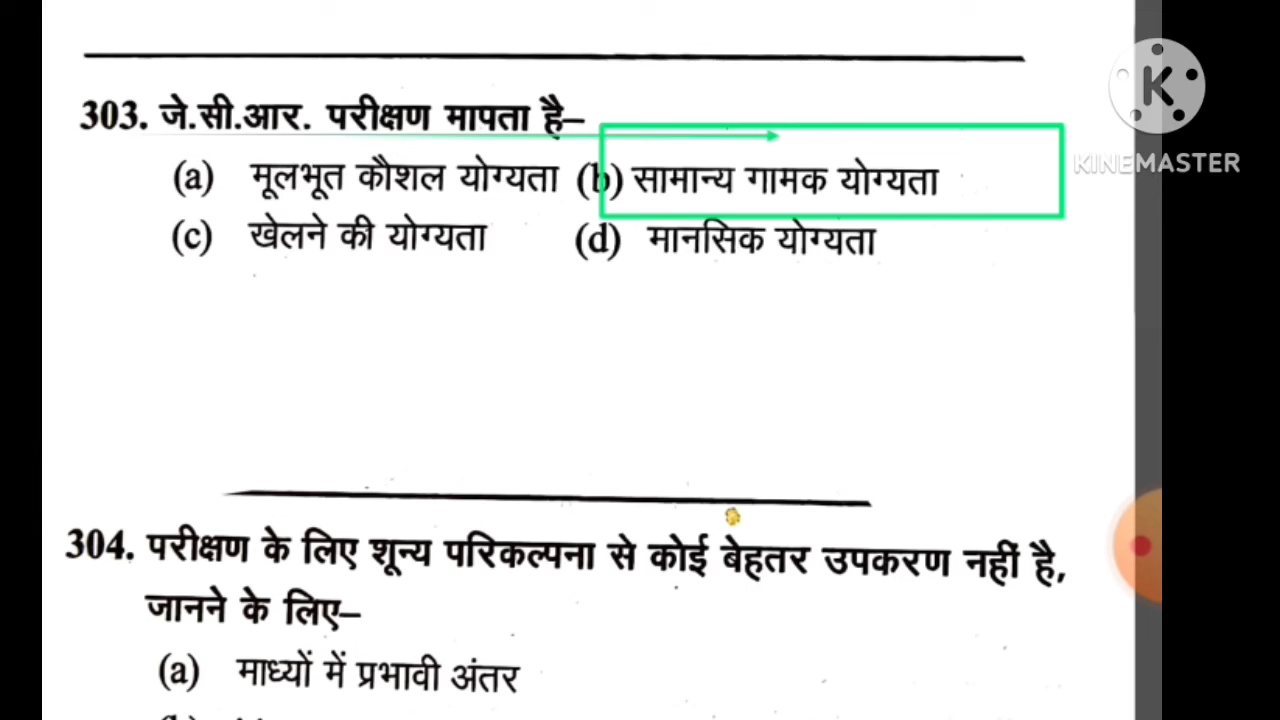 303. जे.सी.आर. परीक्षण मापता है–
(a) मूलभूत कौशल योग्यता (b) सामान्य गामक योग्यता
(c) खेलने की योग्यता (d) मानसिक योग्यता
K
KINEMASTER
304. परीक्षण के लिए शून्य परिकल्पना से कोई बेहतर उपकरण नहीं है,
जानने के लिए–
(a) माध्यों में प्रभावी अंतर